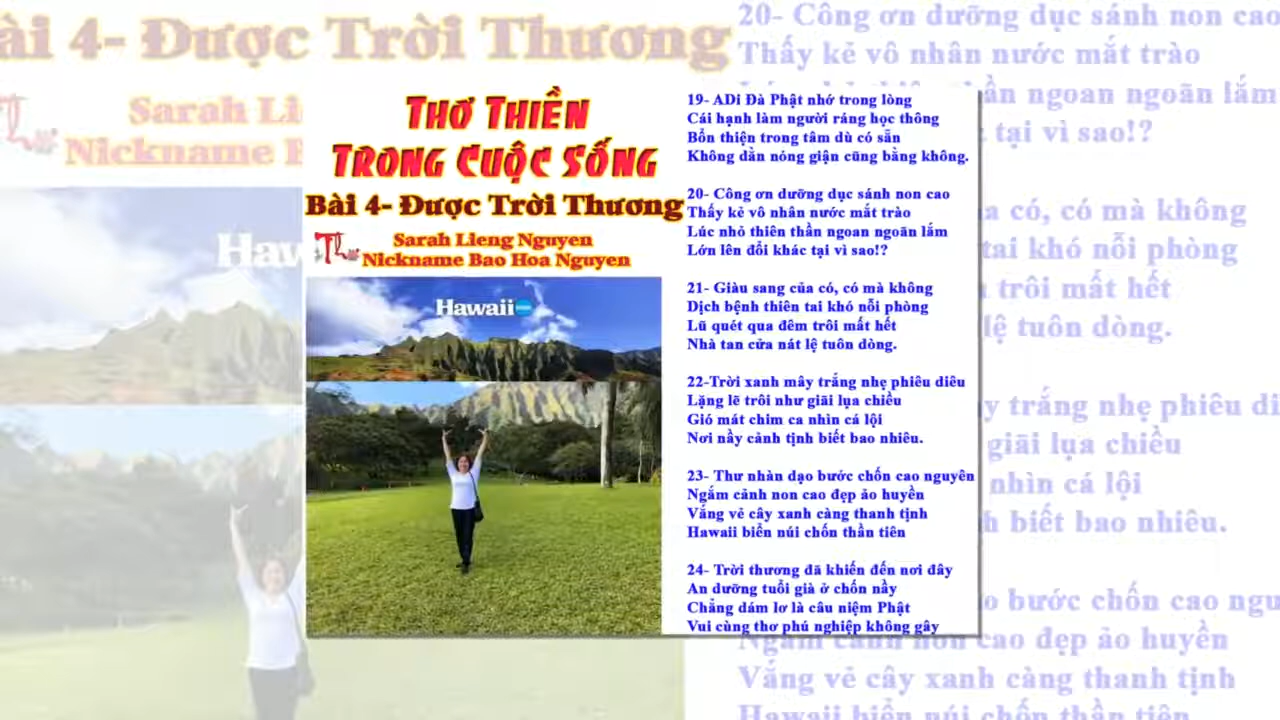 Thơ Thiền
Trong Cuộc Sống
Bài 4- Được Trời Thương
Sarah Lieng Nguyen
Nickname Bao Hoa Nguyen
Hawaii
19- ADi Đà Phật nhớ trong lòng
Cái hạnh làm người ráng học thông
Bổn thiện trong tâm dù có sẵn
Không dằn nóng giận cũng bằng không.
20- Công ơn dưỡng dục sánh non cao
Thấy kẻ vô nhân nước mắt trào
Lúc nhỏ thiên thần ngoan ngoãn lắm
Lớn lên đổi khác tại vì sao!?
21- Giàu sang của có, có mà không
Dịch bệnh thiên tai khó nỗi phòng
Lũ quét qua đêm trôi mất hết
Nhà tan cửa nát lệ tuôn dòng.
22-Trời xanh mây trắng nhẹ phiêu diêu
Lặng lẽ trôi như giãi lụa chiều
Gió mát chim ca nhìn cá lội
Nơi nầy cảnh tịnh biết bao nhiêu.
23- Thư nhàn dạo bước chốn cao nguyên
Ngắm cảnh non cao đẹp ảo huyền
Vắng vẻ cây xanh càng thanh tịnh
Hawaii biển núi chốn thần tiên
24- Trời thương đã khiến đến nơi đây
An dưỡng tuổi già ở chốn nầy
Chẳng dám lơ là câu niệm Phật
Vui cùng thơ phú nghiệp không gây